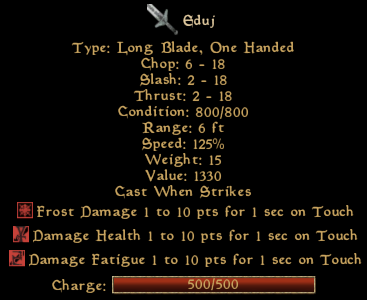 Eduj
Type: Long Blade, One Handed
Chop: 6 - 18
Slash: 2 - 18
Thrust: 2 - 18
Condition: 800/800
Range: 6 ft
Speed: 125%
Weight: 15
Value: 1330
Cast When Strikes
Frost Damage 1 to 10 pts for 1 sec on Touch
Damage Health 1 to 10 pts for 1 sec on Touch
Damage Fatigue 1 to 10 pts for 1 sec on Touch
Charge: 500/500